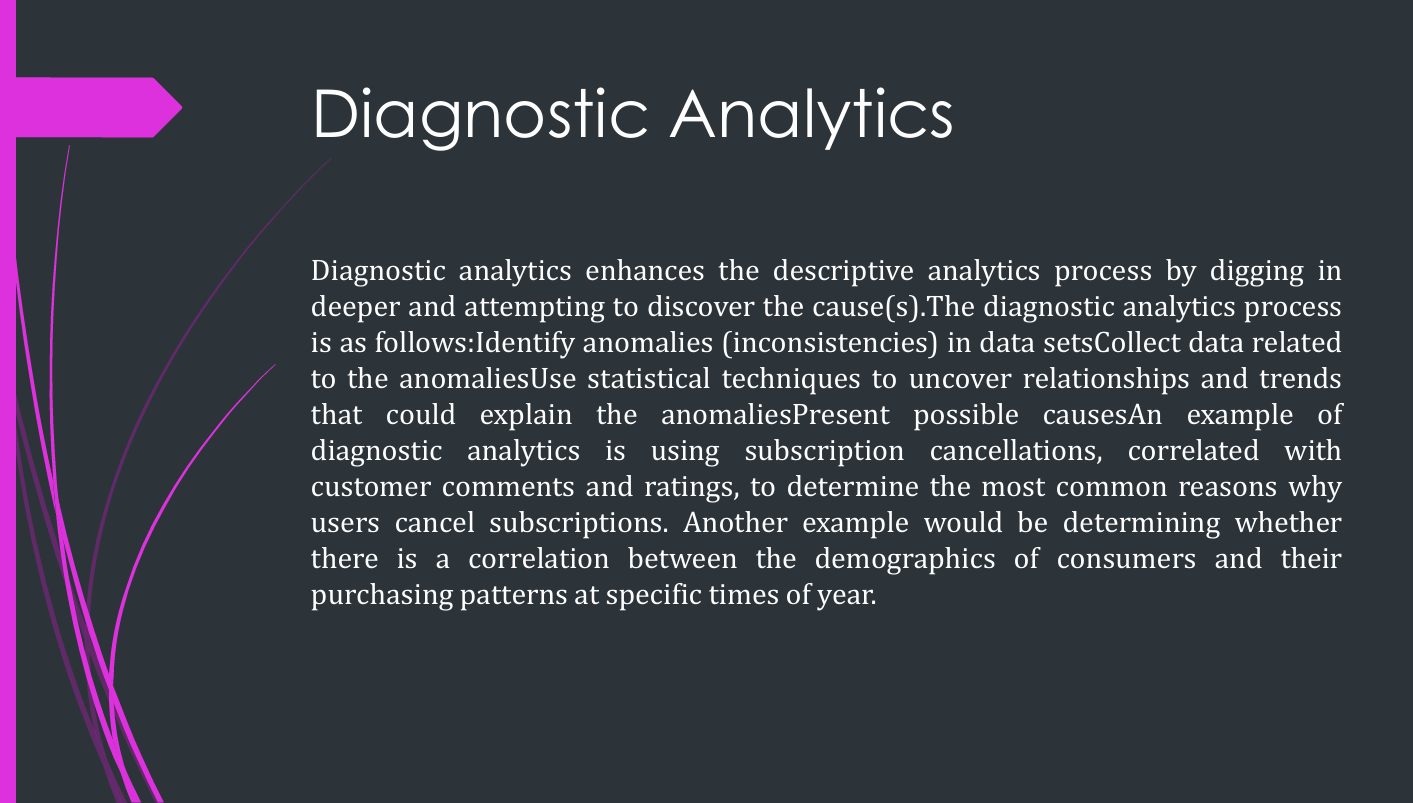 Diagnostic Analytics
Diagnostic analytics enhances the descriptive analytics process by digging in
deeper and attempting to discover the cause(s).The diagnostic analytics process
is as follows:Identify anomalies (inconsistencies) in data setsCollect data related
to the anomaliesUse statistical techniques to uncover relationships and trends
that could explain the anomaliesPresent possible causesAn example of
diagnostic analytics is using subscription cancellations, correlated with
customer comments and ratings, to determine the most common reasons why
users cancel subscriptions. Another example would be determining whether
there is a correlation between the demographics of consumers and their
purchasing patterns at specific times of year.